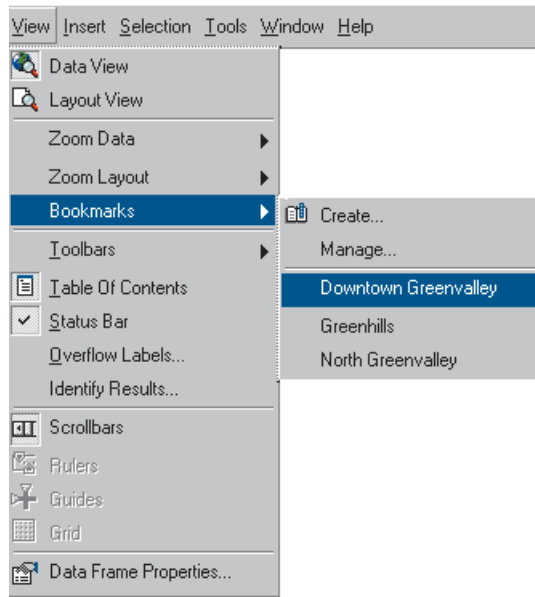 View Insert Selection Tools Window Help
Data View
Layout View
Zoom Data
Zoom Layout
Bookmarks
Create...
Manage...
Downtown Greenvalley
Greenhills
North Greenvalley
Toolbars
Table Of Contents
Status Bar
Overflow Labels...
Identify Results...
Scrollbars
Rulers
Guides
Grid
Data Frame Properties...